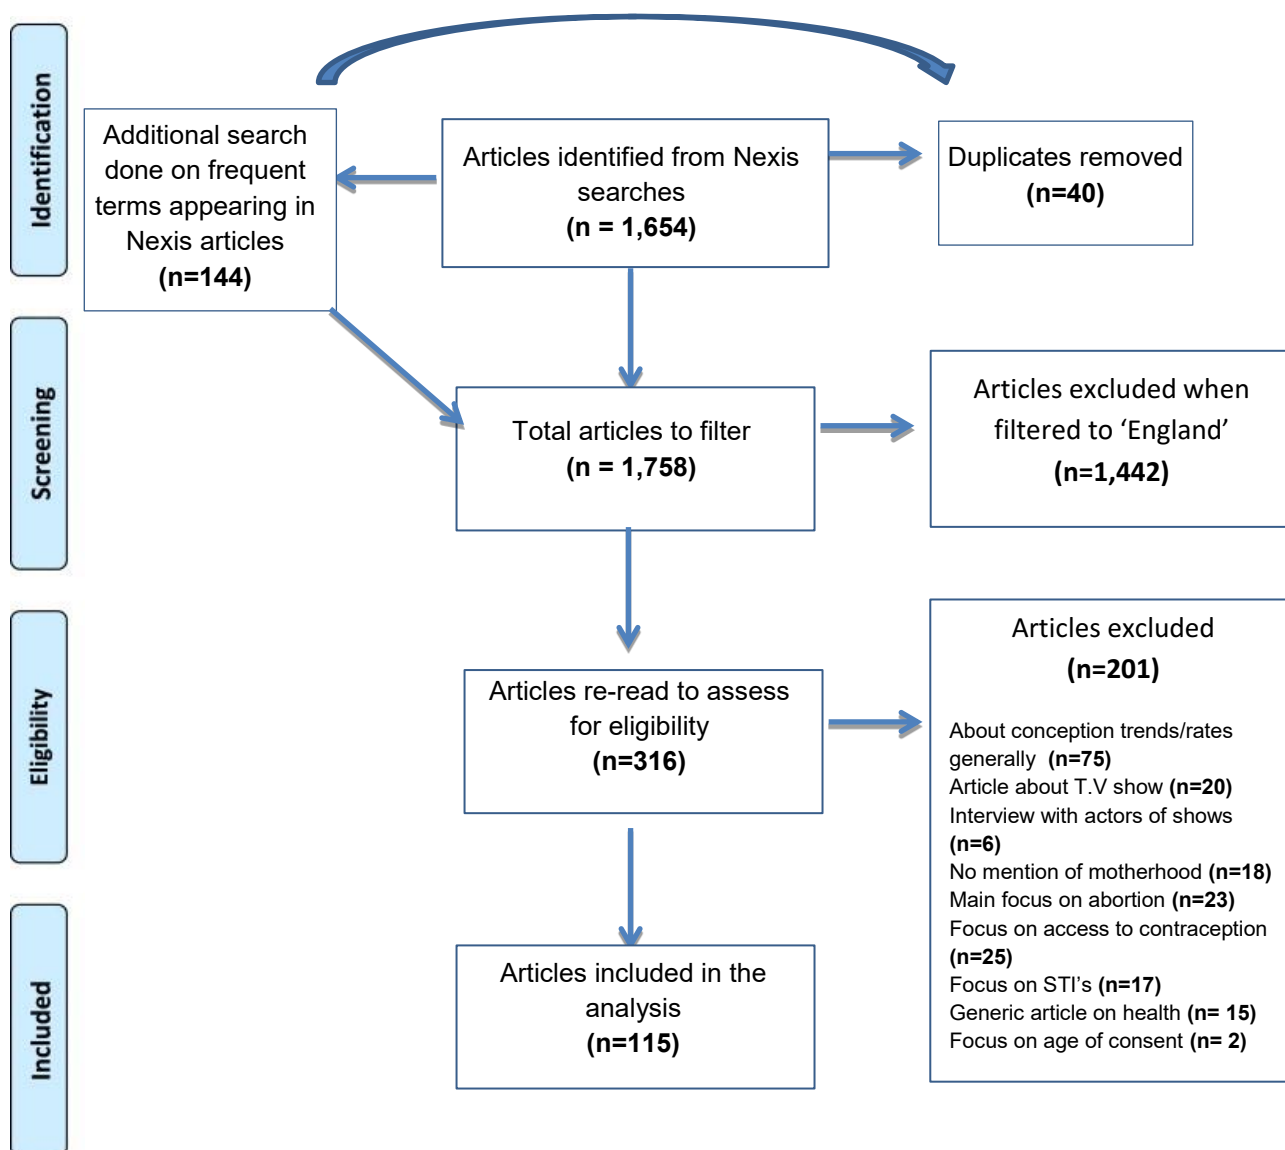 Identification
Additional search
done on frequent
terms appearing in
Nexis articles
(n=144)
Articles identified from Nexis
searches
(n = 1,654)
Duplicates removed
(n=40)
Screening
Total articles to filter
(n = 1,758)
Articles excluded when
filtered to ‘England’
(n=1,442)
Eligibility
Articles re-read to assess
for eligibility
(n=316)
Articles excluded
(n=201)
About conception trends/rates
generally (n=75)
Article about T.V show (n=20)
Interview with actors of shows
(n=6)
No mention of motherhood (n=18)
Main focus on abortion (n=23)
Focus on access to contraception
(n=25)
Focus on STI’s (n=17)
Generic article on health (n= 15)
Focus on age of consent (n= 2)
Included
Articles included in the
analysis
(n=115)